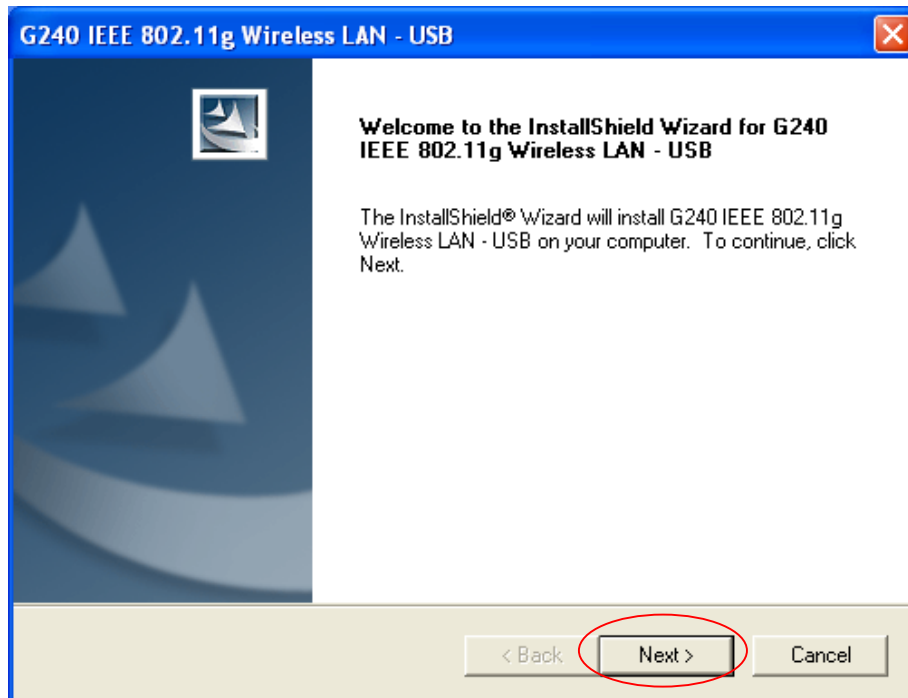 G240 IEEE 802.11g Wireless LAN - USB
Welcome to the InstallShield Wizard for G240
IEEE 802.11g Wireless LAN - USB
The InstallShield® Wizard will install G240 IEEE 802.11g
Wireless LAN - USB on your computer.  To continue, click
Next.
< Back
Next >
Cancel